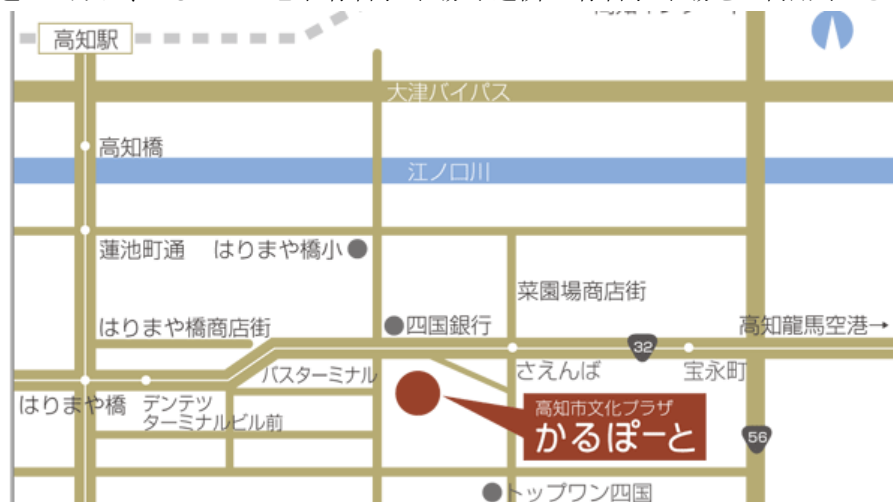 高知駅
大津バイパス
高知橋
江ノ口川
蓮池町通
はりまや橋小
菜園場商店街
はりまや橋商店街
四国銀行
高知龍馬空港→
32
バスターミナル
さえんば
宝永町
はりまや橋
デンテツ
ターミナルビル前
高知市文化プラザ
かるぽーと
56
トップワン四国